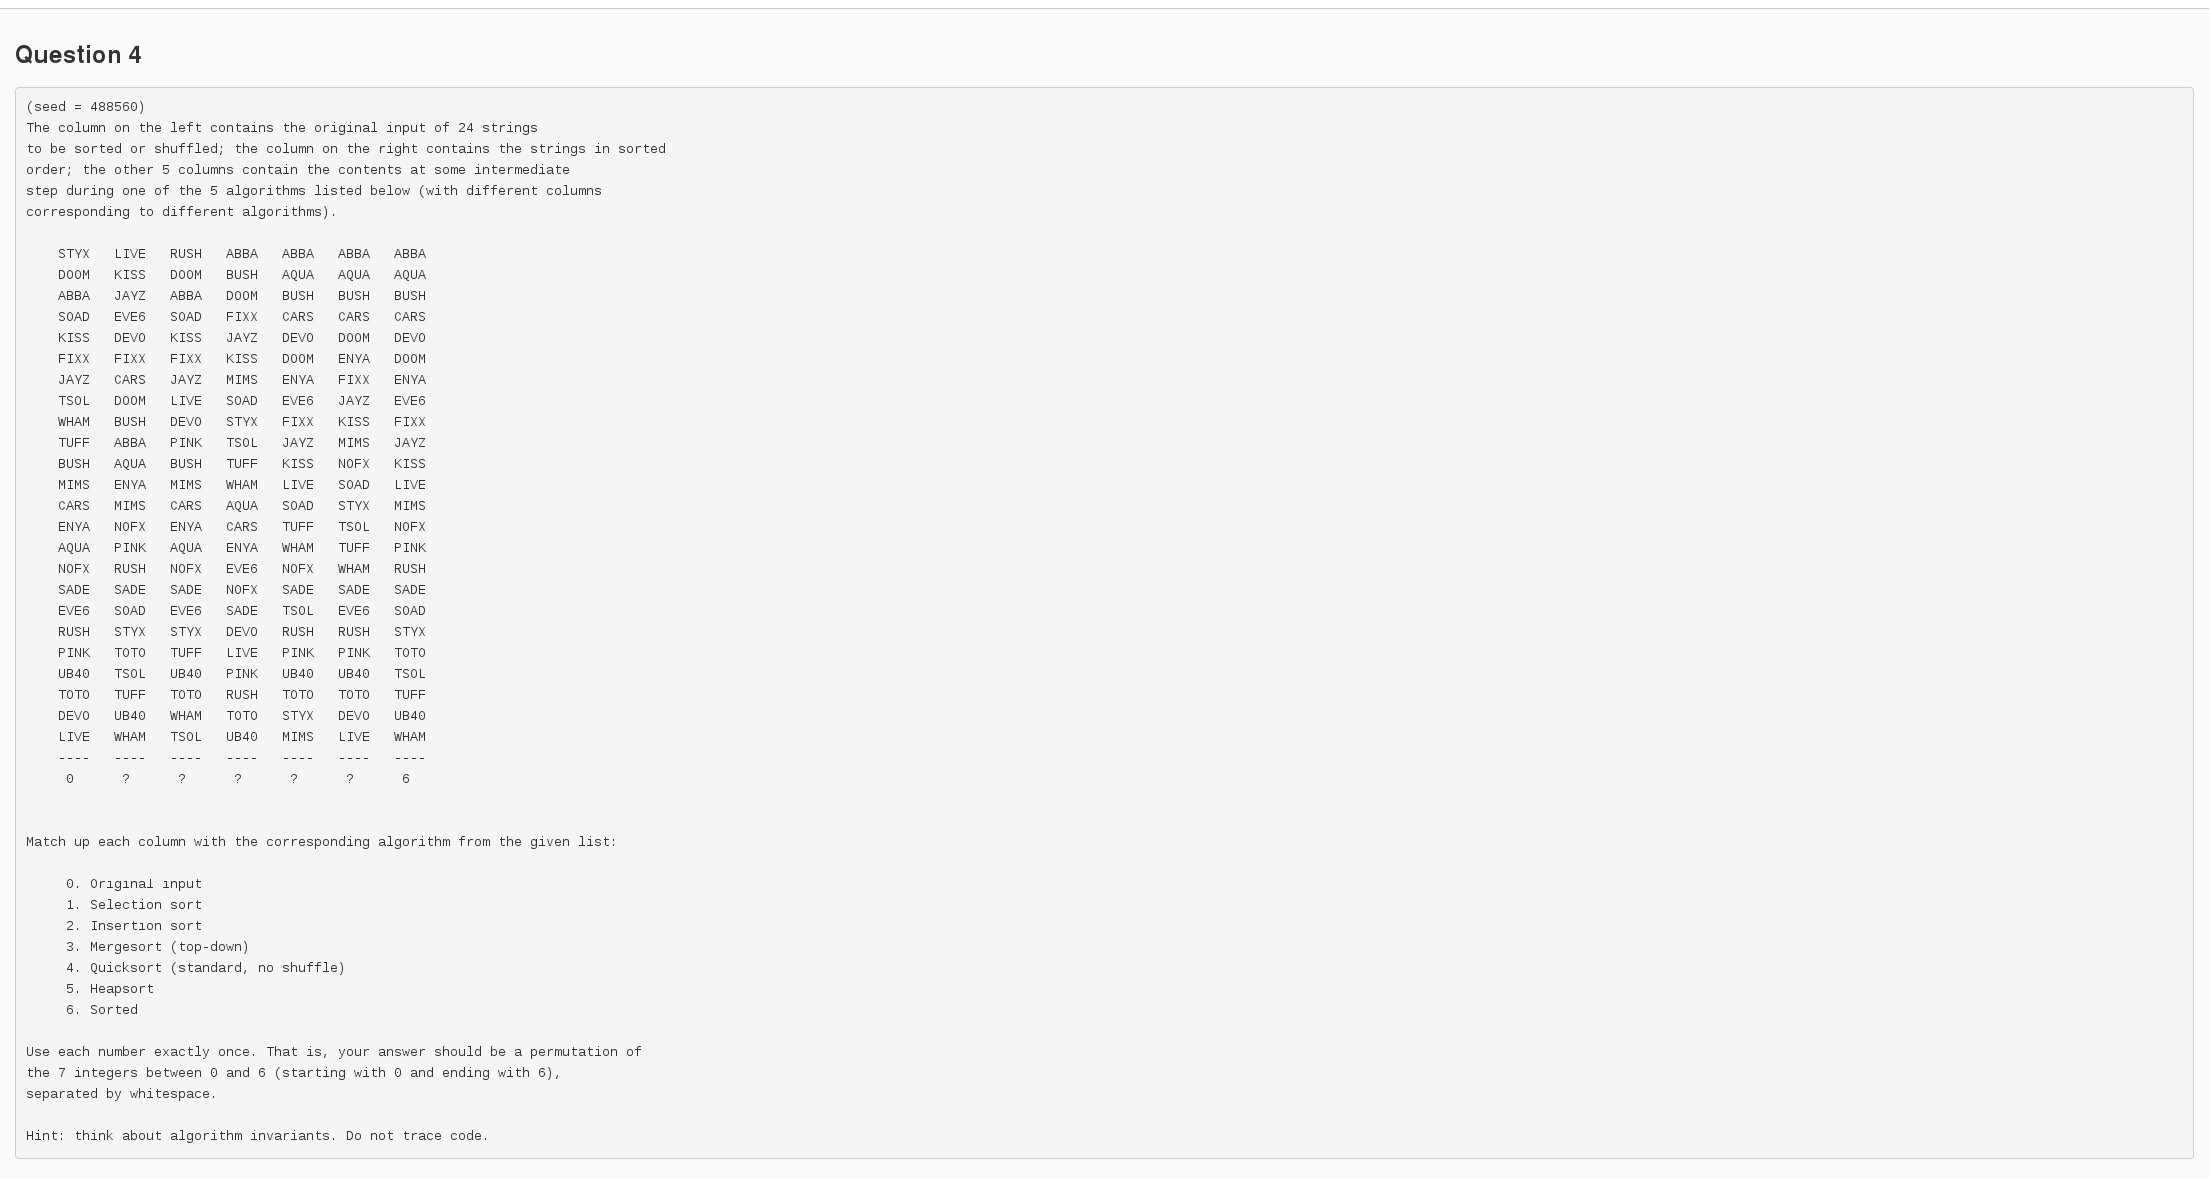 Question 4
(seed = 488560)
The column on the left contains the original input of 24 strings
to be sorted or shuffled; the column on the right contains the strings in sorted
order; the other 5 columns contain the contents at some intermediate
step during one of the 5 algorithms listed below (with different columns
corresponding to different algorithms).
STYX LIVE RUSH ABBA ABBA ABBA ABBA
DOOM KISS DOOM BUSH AQUA AQUA AQUA
ABBA JAYZ ABBA DOOM BUSH BUSH BUSH
SOAD EVE6 SOAD FIXX CARS CARS CARS
KISS DEVO KISS JAYZ DEVO DOOM DEVO
FIXX FIXX FIXX KISS DOOM ENYA DOOM
JAYZ CARS JAYZ MIMS ENYA FIXX ENYA
TSOL DOOM LIVE SOAD EVE6 JAYZ EVE6
WHAM BUSH DEVO STYX FIXX KISS FIXX
TUFF ABBA PINK TSOL JAYZ MIMS JAYZ
BUSH AQUA BUSH TUFF KISS NOFX KISS
MIMS ENYA MIMS WHAM LIVE SOAD LIVE
CARS MIMS CARS AQUA SOAD STYX MIMS
ENYA NOFX ENYA CARS TUFF TSOL NOFX
AQUA PINK AQUA ENYA WHAM TUFF PINK
NOFX RUSH NOFX EVE6 NOFX WHAM RUSH
SADE SADE SADE NOFX SADE SADE SADE
EVE6 SOAD EVE6 SADE TSOL EVE6 SOAD
RUSH STYX STYX DEVO RUSH RUSH STYX
PINK TOTO TUFF LIVE PINK PINK TOTO
UB40 TSOL UB40 PINK UB40 UB40 TSOL
TOTO TUFF TOTO RUSH TOTO TOTO TUFF
DEVO UB40 WHAM TOTO STYX DEVO UB40
LIVE WHAM TSOL UB40 MIMS LIVE WHAM
---- ---- ---- ---- ---- ---- ----
0 ? ? ? ? ? 6
Match up each column with the corresponding algorithm from the given list:
0. Original input
1. Selection sort
2. Insertion sort
3. Mergesort (top-down)
4. Quicksort (standard, no shuffle)
5. Heapsort
6. Sorted
Use each number exactly once. That is, your answer should be a permutation of
the 7 integers between 0 and 6 (starting with 0 and ending with 6),
separated by whitespace.
Hint: think about algorithm invariants. Do not trace code.